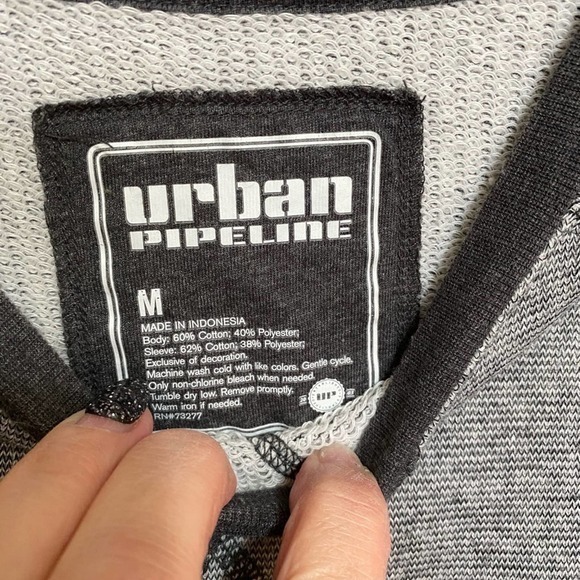 urban
PIPELINE
M
MADE IN INDONESIA
Body: 60% Cotton; 40% Polyester;
Sleeve: 62% Cotton; 38% Polyester;
Exclusive of decoration.
Machine wash cold with like colors. Gentle cycle.
Only non-chlorine bleach when needed.
Tumble dry low. Remove promptly.
Warm iron if needed.
RN#73277
UP